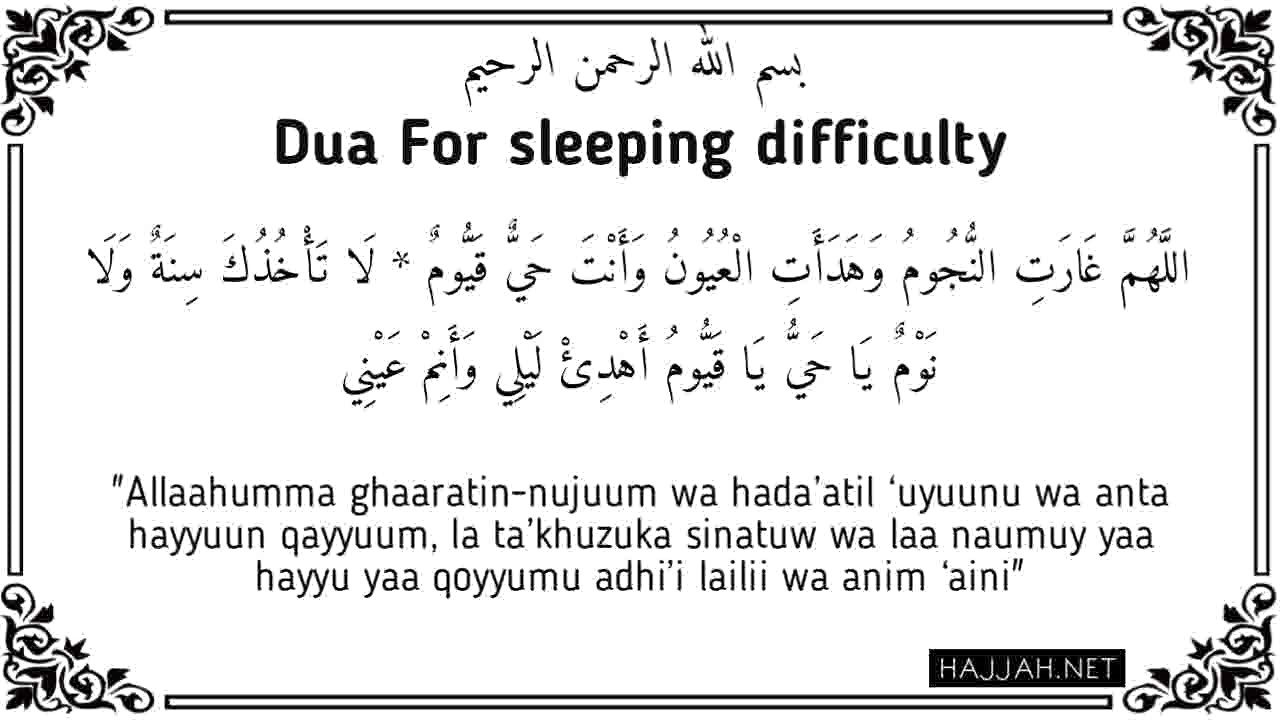 بسم الله الرحمن الرحيم
Dua For sleeping difficulty
اللَّهُمَّ غَارَتِ النُّجُومُ وَهَدَأَتِ الْعُيُونُ وَأَنْتَ حَيٌّ قَيُّومٌ * لَا تَأْخُذُكَ سِنَةٌ وَلَا
نَوْمٌ يَا حَيُّ يَا قَيُّومُ أَهْدِئْ لَيْلِي وَأَنِمْ عَيْنِي
"Allaahumma ghaaratin-nujuum wa hada’atil ‘uyuunu wa anta
hayyuun qayyuum, la ta’khuzuka sinatuw wa laa naumuy yaa
hayyu yaa qoyyumu adhi’i lailii wa anim ‘aini"
HAJJAH.NET